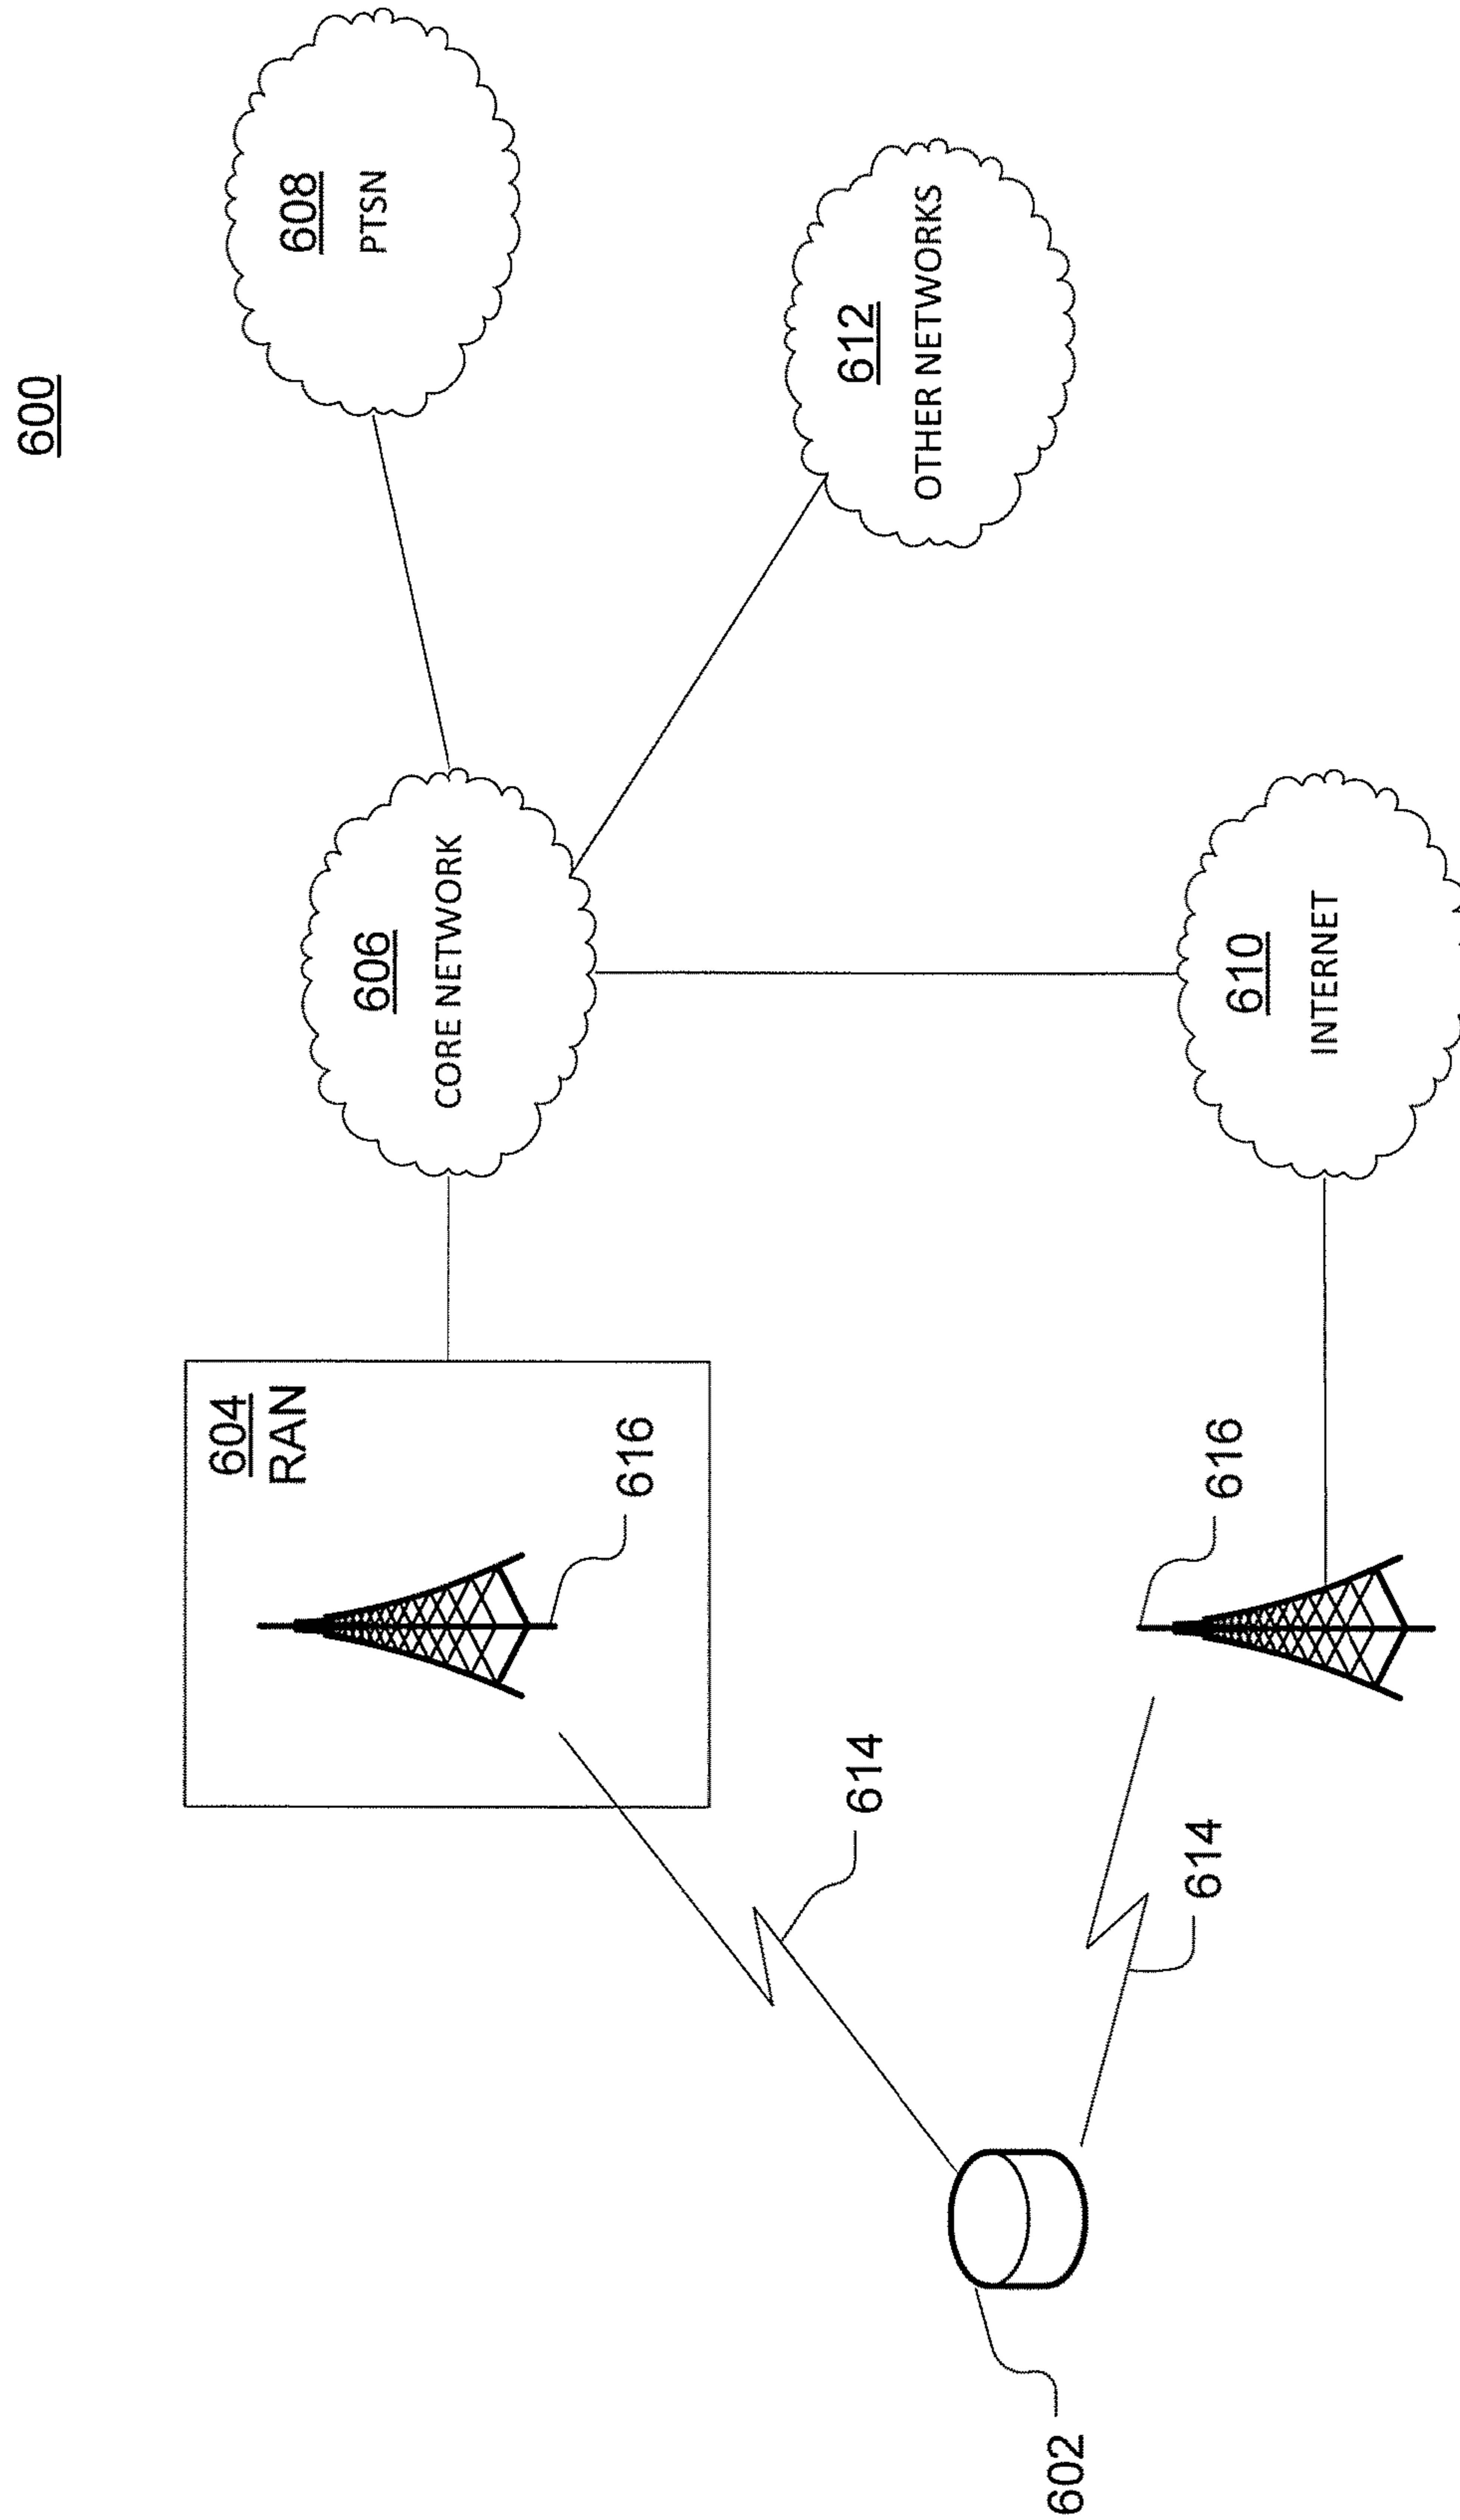 600
608
PTSN
606
CORE NETWORK
612
OTHER NETWORKS
604
RAN
616
614
610
INTERNET
616
614
602